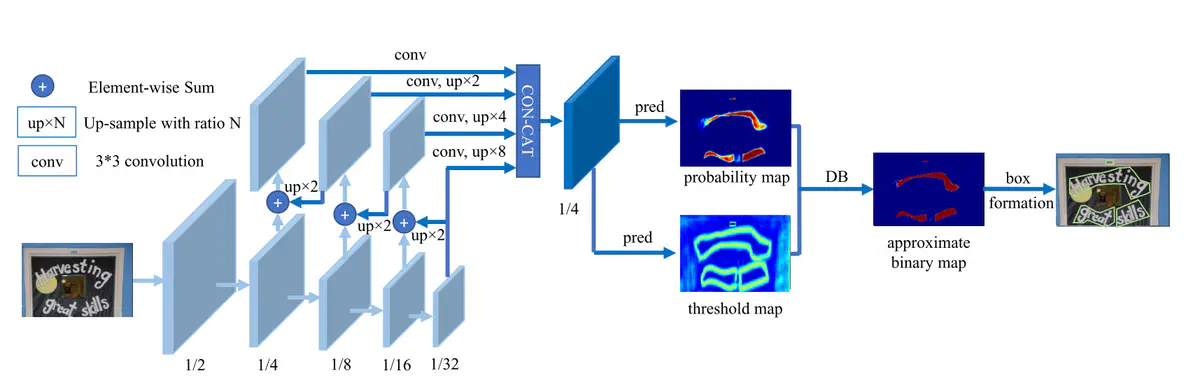 + Element-wise Sum
up×N Up-sample with ratio N
conv 3*3 convolution
conv
conv, up×2
conv, up×4
conv, up×8
CON-CAT
up×2
+
up×2
+
up×2
+
Harvesting
great skills
1/2
1/4
1/8
1/16
1/32
1/4
pred
probability map
pred
threshold map
DB
approximate
binary map
box
formation
Harvesting
great skills